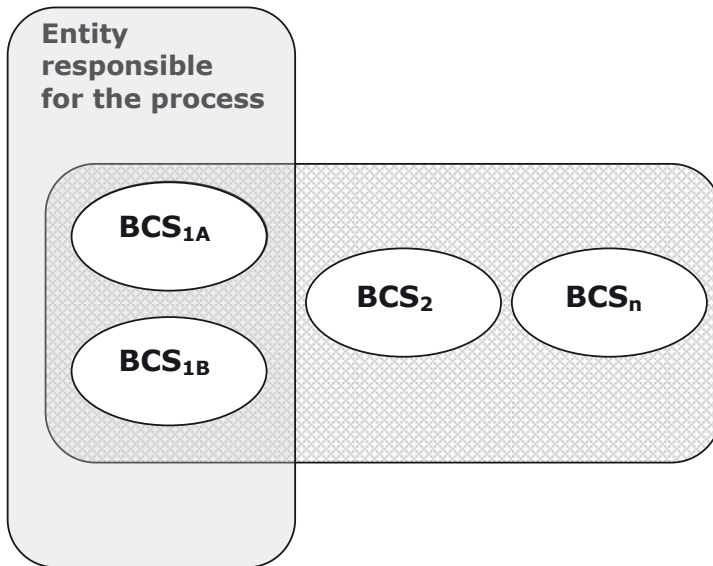 Entity
responsible
for the process
BCS1A
BCS2
BCSn
BCS1B